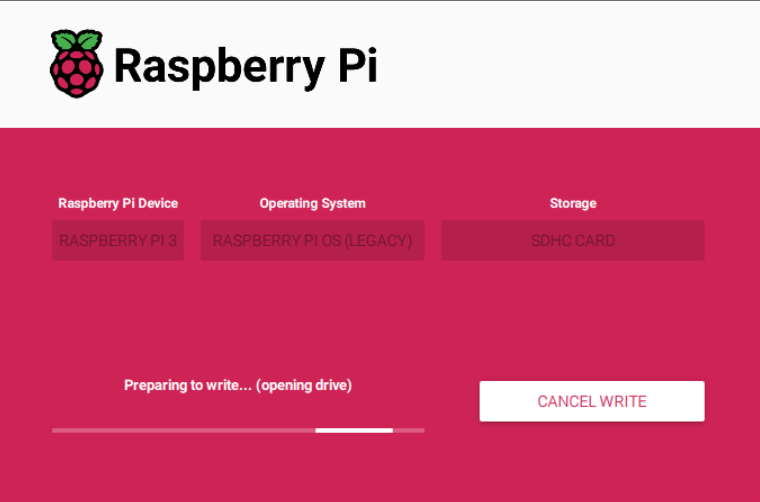 Raspberry Pi
Raspberry Pi Device
Operating System
Storage
RASPBERRY PI 3
RASPBERRY PI OS (LEGACY)
SDHC CARD
Preparing to write... (opening drive)
CANCEL WRITE